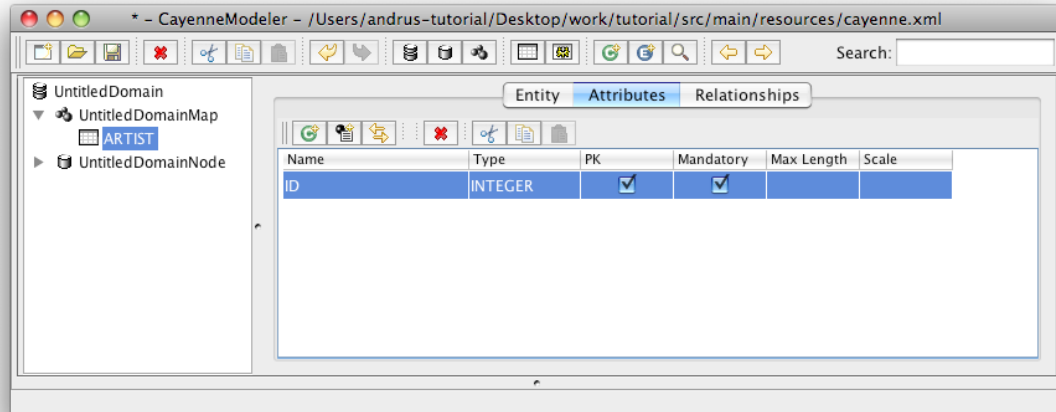 * – CayenneModeler – /Users/andrus-tutorial/Desktop/work/tutorial/src/main/resources/cayenne.xml
Search:
UntitledDomain
UntitledDomainMap
ARTIST
UntitledDomainNode
Entity Attributes Relationships
Name Type PK Mandatory Max Length Scale
ID INTEGER